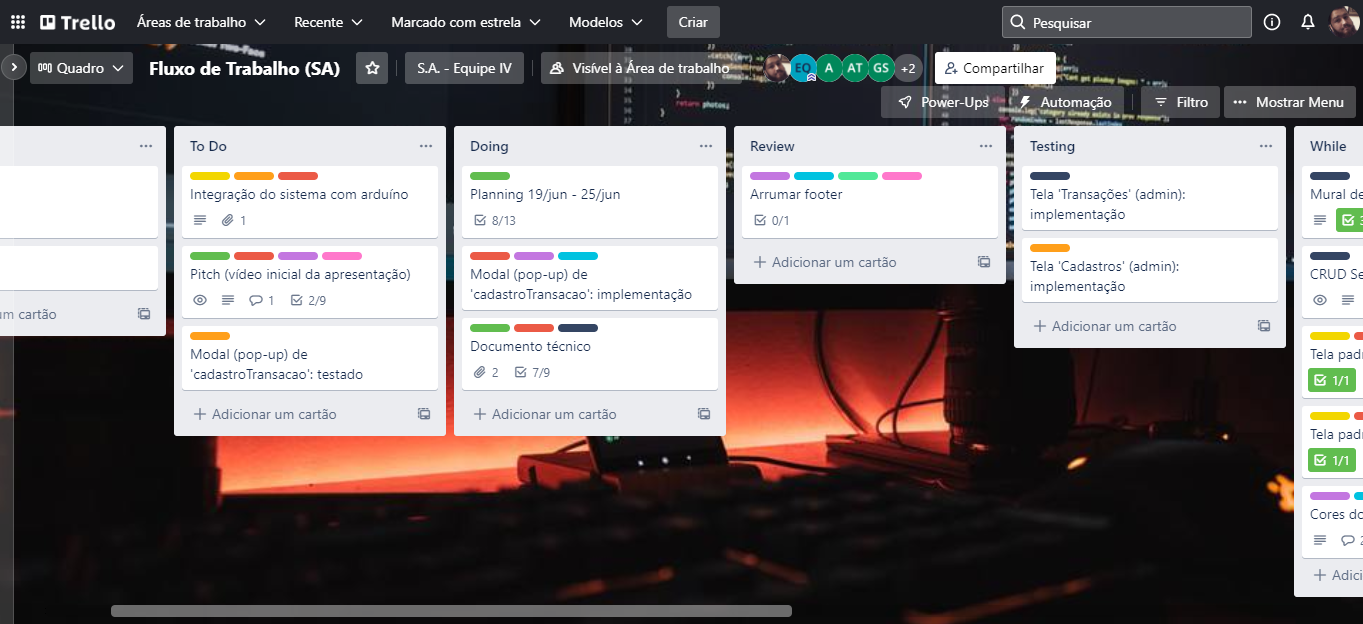 Trello
Áreas de trabalho
Recente
Marcado com estrela
Modelos
Criar
Pesquisar
Quadro
Fluxo de Trabalho (SA)
S.A. - Equipe IV
Visível à Área de trabalho
EO
A
AT
GS
+2
Compartilhar
Power-Ups
Automação
Filtro
Mostrar Menu
um cartão
To Do
Integração do sistema com arduíno
1
Pitch (vídeo inicial da apresentação)
1
2/9
Modal (pop-up) de
'cadastroTransacao': testado
Adicionar um cartão
Doing
Planning 19/jun - 25/jun
8/13
Modal (pop-up) de
'cadastroTransacao': implementação
Documento técnico
2
7/9
Adicionar um cartão
Review
Arrumar footer
0/1
Adicionar um cartão
Testing
Tela 'Transações' (admin):
implementação
Tela 'Cadastros' (admin):
implementação
Adicionar um cartão
While
Mural de
3
CRUD Se
Tela pad
1/1
Tela pad
1/1
Cores do
2
Adici
return photos;